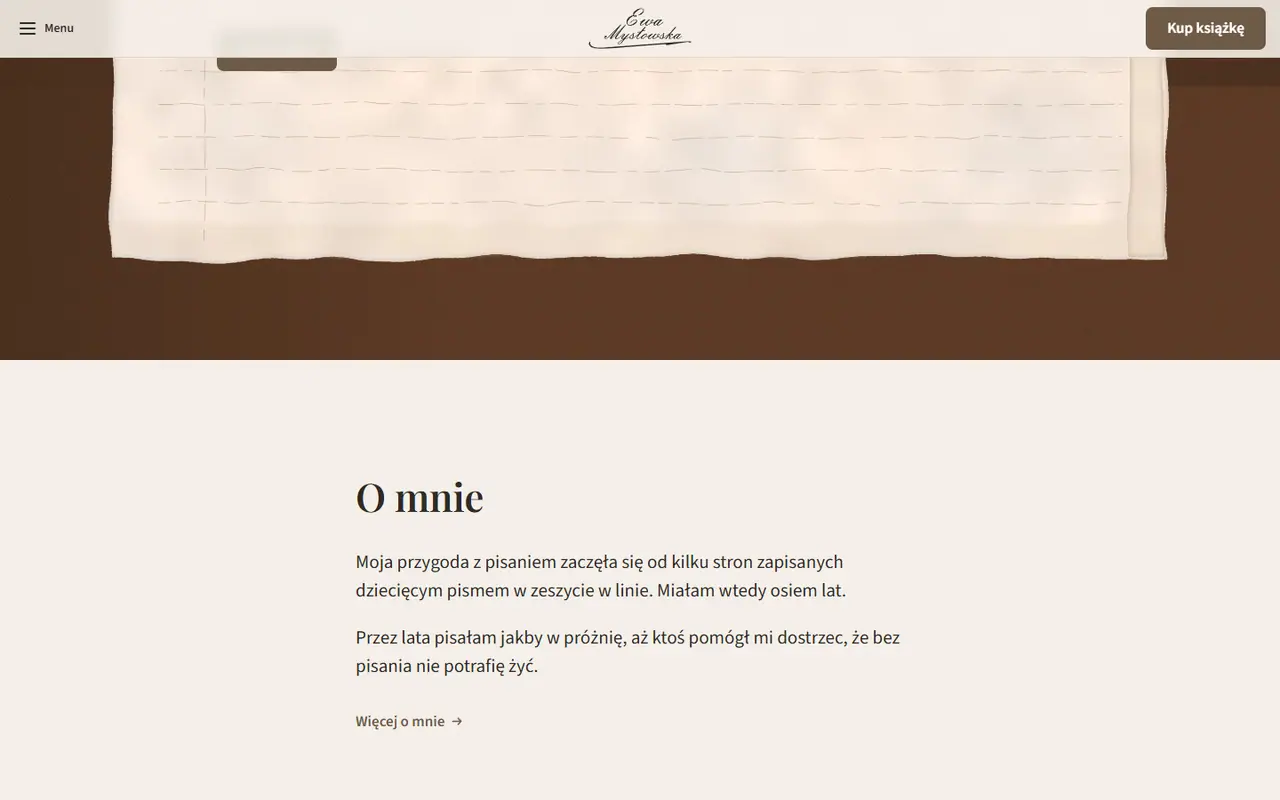 Menu
Ewa
Mysłowska
Kup książkę
O mnie
Moja przygoda z pisaniem zaczęła się od kilku stron zapisanych
dziecięcym pismem w zeszycie w linie. Miałam wtedy osiem lat.
Przez lata pisałam jakby w próżnię, aż ktoś pomógł mi dostrzec, że bez
pisania nie potrafię żyć.
Więcej o mnie →